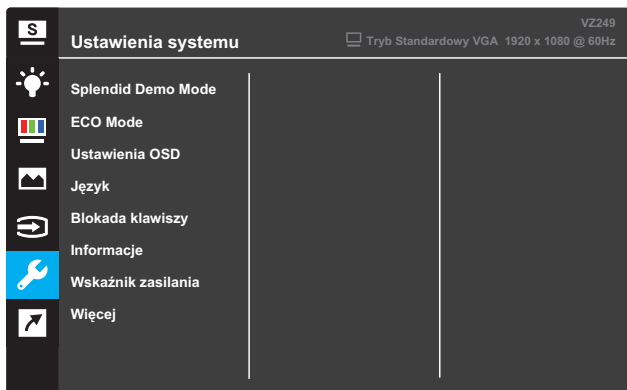 S
VZ249
Ustawienia systemu
Tryb Standardowy VGA 1920 x 1080 @ 60Hz
Splendid Demo Mode
ECO Mode
Ustawienia OSD
Język
Blokada klawiszy
Informacje
Wskaźnik zasilania
Więcej